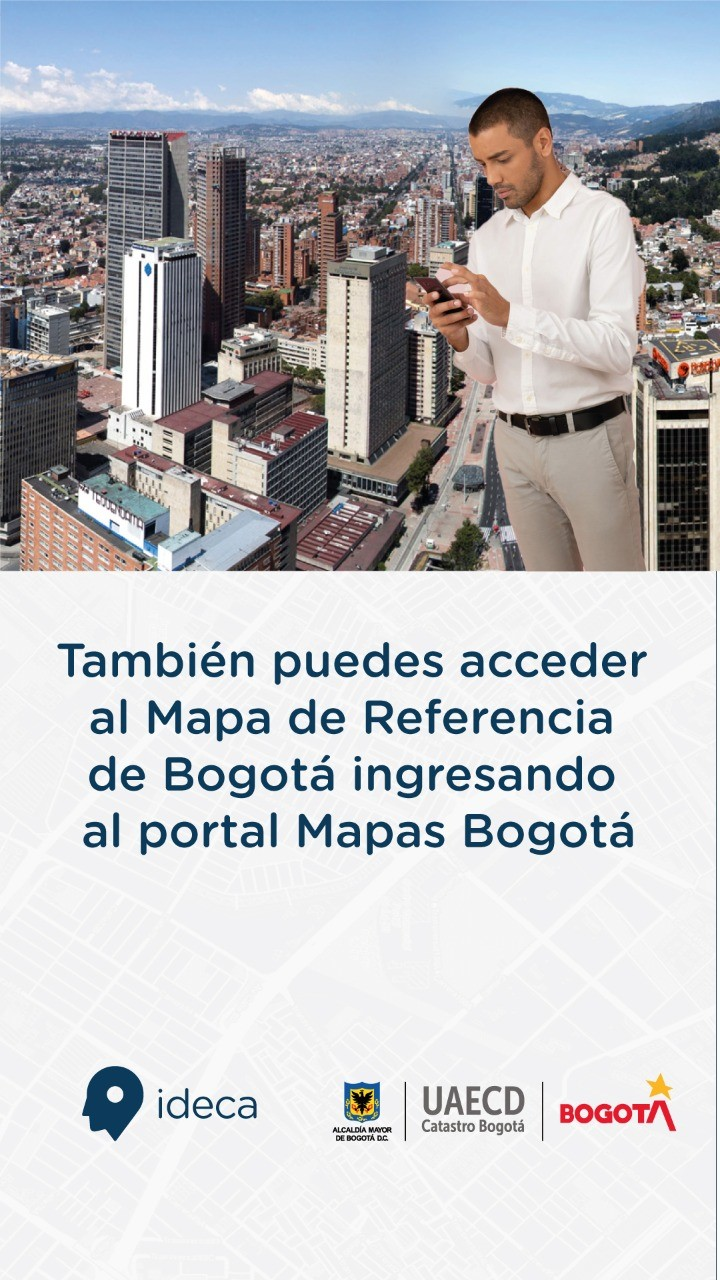 También puedes acceder
al Mapa de Referencia
de Bogotá ingresando
al portal Mapas Bogotá
ideca
ALCALDÍA MAYOR
DE BOGOTÁ D.C.
UAECD
Catastro Bogotá
BOGOTÁ